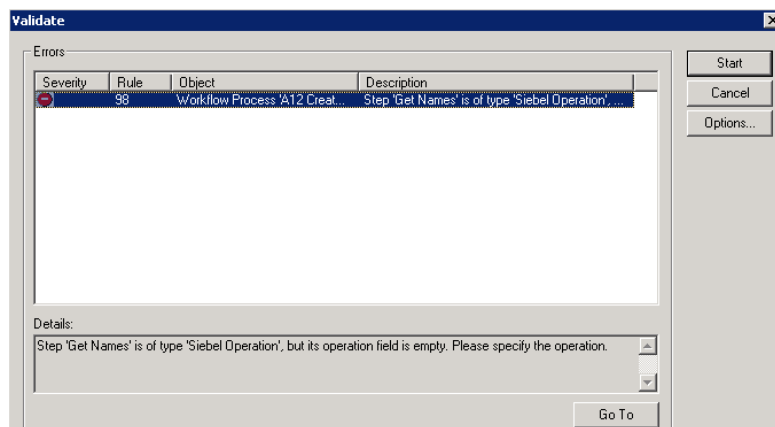 Validate
Errors
Start
Severity Rule Object Description
98 Workflow Process 'A12 Creat... Step 'Get Names' is of type 'Siebel Operation', ...
Cancel
Options...
Details:
Step 'Get Names' is of type 'Siebel Operation', but its operation field is empty. Please specify the operation.
Go To